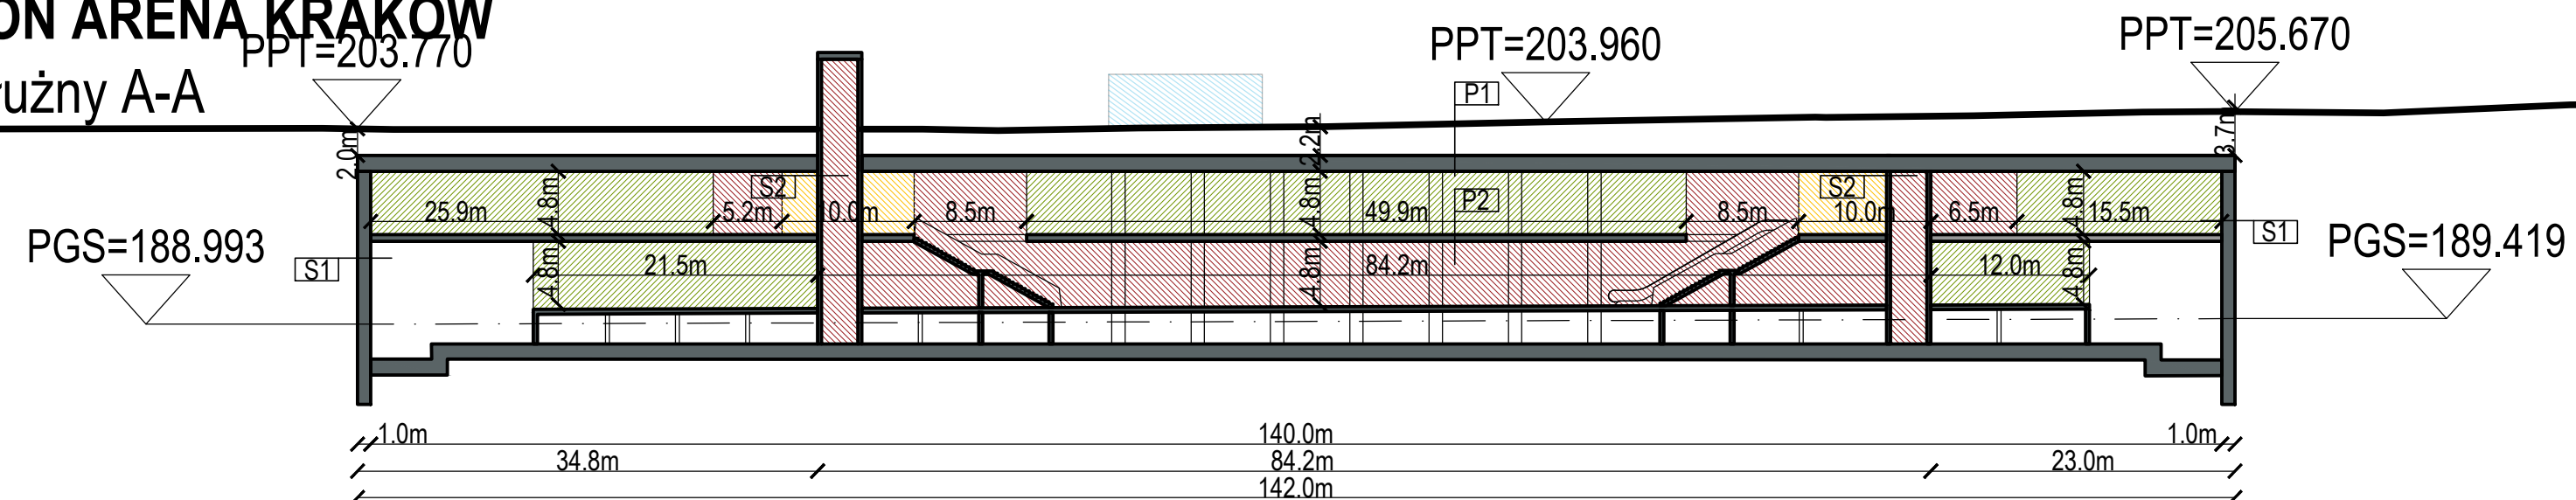 ON ARENA KRAKÓW
PPT=203.770
PPT=203.960
PPT=205.670
użny A-A
P1
2.0m
2.2m
3.7m
S2
4.8m
P2
4.8m
S2
4.8m
25.9m
5.2m
10.0m
8.5m
49.9m
8.5m
10.0m
6.5m
15.5m
PGS=188.993
S1
S1
PGS=189.419
4.8m
21.5m
4.8m
84.2m
12.0m
4.8m
1.0m
140.0m
1.0m
34.8m
84.2m
23.0m
142.0m